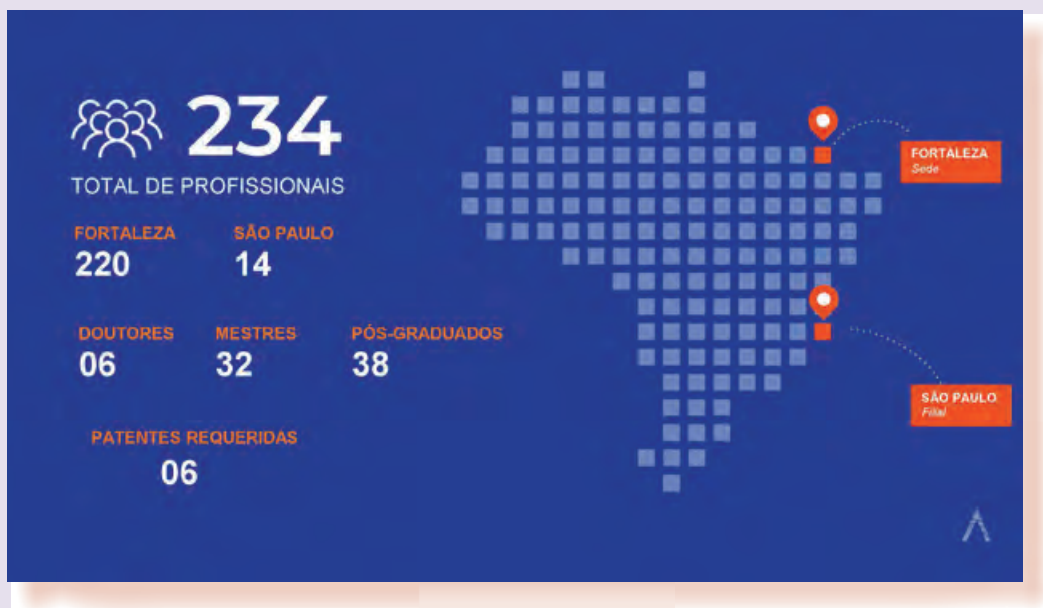 234
TOTAL DE PROFISSIONAIS
FORTALEZA
220
SÃO PAULO
14
DOUTORES
06
MESTRES
32
PÓS-GRADUADOS
38
PATENTES REQUERIDAS
06
FORTALEZA
Sede
SÃO PAULO
Filial